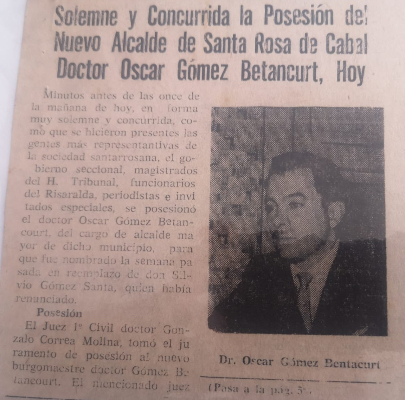 Solemne y Concurrida la Posesión del
Nuevo Alcalde de Santa Rosa de Cabal
Doctor Oscar Gómez Betancurt, Hoy
Minutos antes de las once de
la mañana de hoy, en forma
muy solemne y concurrida, co-
mo que se hicieron presentes las
gentes más representantivas de
la sociedad santarrosana, el go-
bierno seccional, magistrados
del H. Tribunal, funcionarios
del Risaralda, periodistas e invi
tados especiales, se posesionó
el doctor Oscar Gómez Betan-
court, del cargo de alcalde ma
yor de dicho municipio, para
que fue nombrado la semana pa
sada en reemplazo de don Sil-
vio Gómez Santa, quien había
renunciado.
Posesión
El Juez 1º Civil doctor Gon-
zalo Correa Molina, tomó el ju
ramento de posesión al nuevo
burgomaestre doctor Gómez Be-
tancourt. El mencionado juez
Dr. Oscar Gómez Bentacurt
(Pasa a la pág. 5ª.